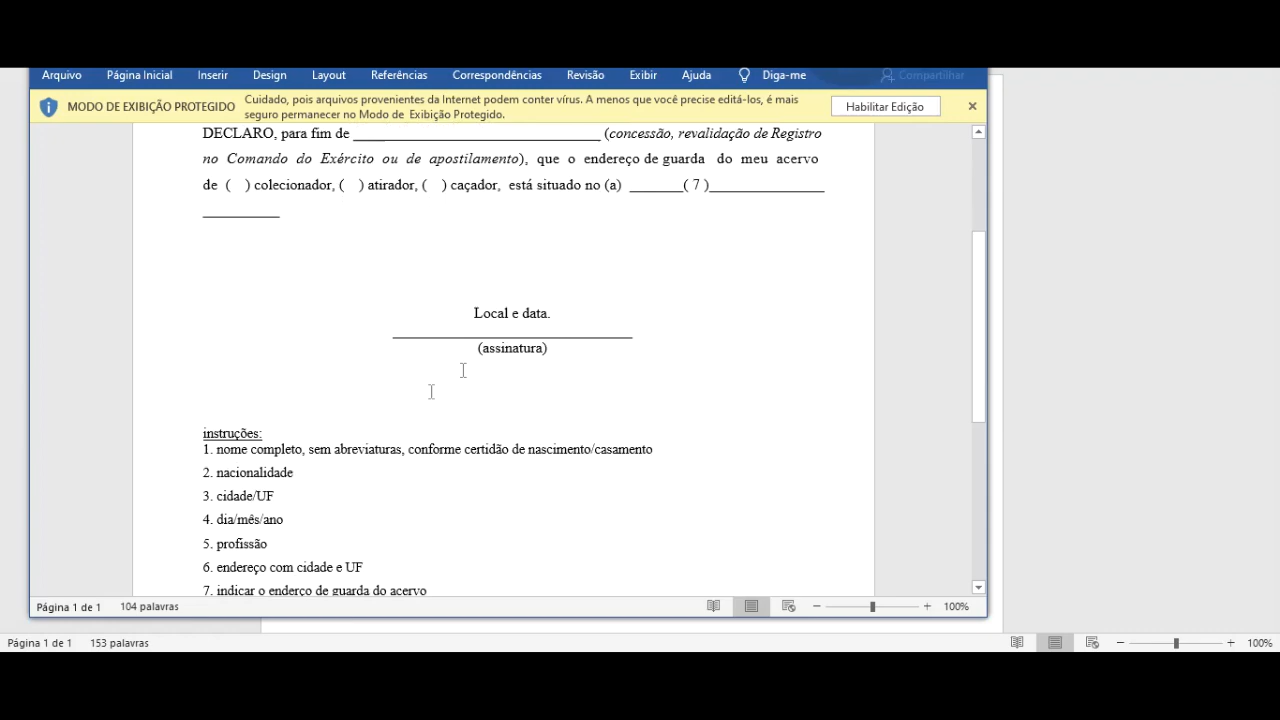 Arquivo Página Inicial Inserir Design Layout Referências Correspondências Revisão Exibir Ajuda Diga-me Compartilhar
MODO DE EXIBIÇÃO PROTEGIDO Cuidado, pois arquivos provenientes da Internet podem conter vírus. A menos que você precise editá-los, é mais
seguro permanecer no Modo de Exibição Protegido.
Habilitar Edição
DECLARO, para fim de _________________________________ (concessão, revalidação de Registro
no Comando do Exército ou de apostilamento), que o endereço de guarda do meu acervo
de ( ) colecionador, ( ) atirador, ( ) caçador, está situado no (a) _______( 7 )_______________
__________
Local e data.
________________________________
(assinatura)
instruções:
1. nome completo, sem abreviaturas, conforme certidão de nascimento/casamento
2. nacionalidade
3. cidade/UF
4. dia/mês/ano
5. profissão
6. endereço com cidade e UF
7. indicar o enderço de guarda do acervo
Página 1 de 1 104 palavras 100%
Página 1 de 1 153 palavras 100%